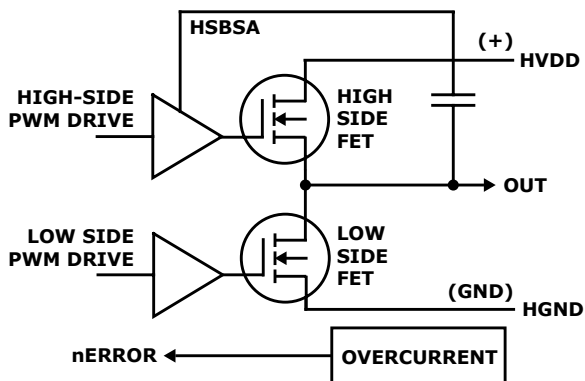 HSBSA
(+)
HVDD
HIGH-SIDE
PWM DRIVE
HIGH
SIDE
FET
OUT
LOW SIDE
PWM DRIVE
LOW
SIDE
FET
(GND)
HGND
nERROR
OVERCURRENT